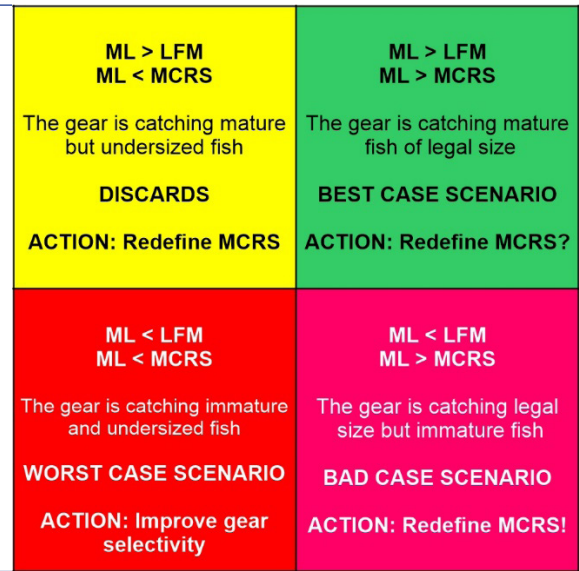 ML > LFM
ML < MCRS
The gear is catching mature
but undersized fish
DISCARDS
ACTION: Redefine MCRS
ML > LFM
ML > MCRS
The gear is catching mature
fish of legal size
BEST CASE SCENARIO
ACTION: Redefine MCRS?
ML < LFM
ML < MCRS
The gear is catching immature
and undersized fish
WORST CASE SCENARIO
ACTION: Improve gear
selectivity
ML < LFM
ML > MCRS
The gear is catching legal
size but immature fish
BAD CASE SCENARIO
ACTION: Redefine MCRS!